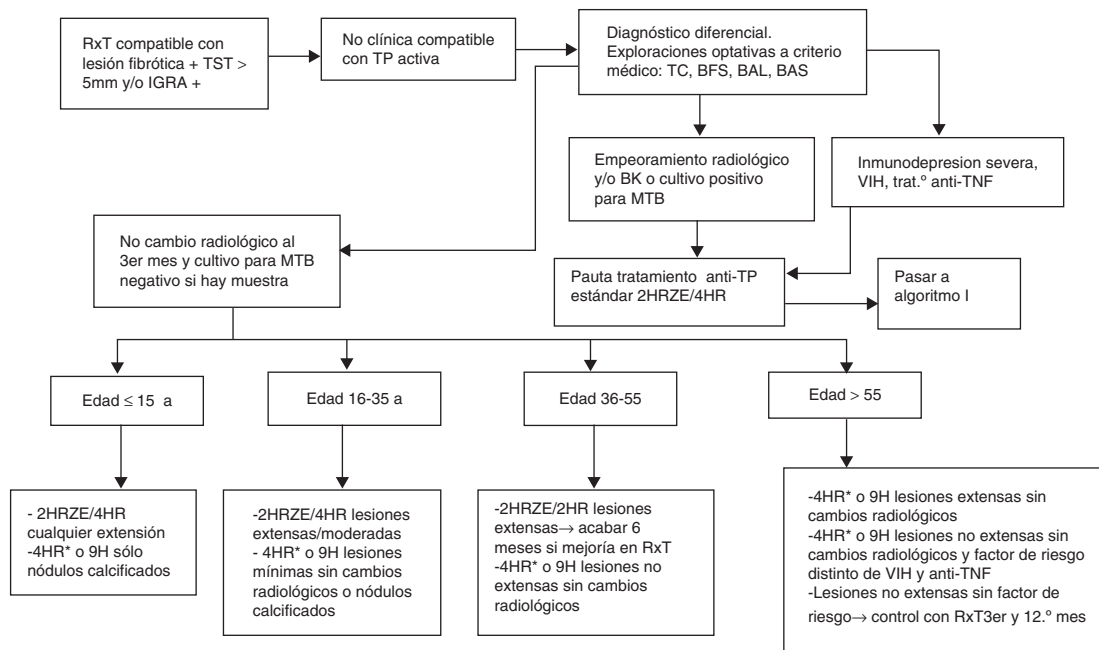 RxT compatible con
lesión fibrótica + TST >
5mm y/o IGRA +
No clínica compatible
con TP activa
Diagnóstico diferencial.
Exploraciones optativas a criterio
médico: TC, BFS, BAL, BAS
Empeoramiento radiológico
y/o BK o cultivo positivo
para MTB
Inmunodepresion severa,
VIH, trat.º anti-TNF
No cambio radiológico al
3er mes y cultivo para MTB
negativo si hay muestra
Pauta tratamiento anti-TP
estándar 2HRZE/4HR
Pasar a
algoritmo I
Edad ≤ 15 a
Edad 16-35 a
Edad 36-55
Edad > 55
- 2HRZE/4HR
cualquier extensión
-4HR* o 9H sólo
nódulos calcificados
-2HRZE/4HR lesiones
extensas/moderadas
- 4HR* o 9H lesiones
mínimas sin cambios
radiológicos o nódulos
calcificados
-2HRZE/2HR lesiones
extensas→ acabar 6
meses si mejoría en RxT
-4HR* o 9H lesiones no
extensas sin cambios
radiológicos
-4HR* o 9H lesiones extensas sin
cambios radiológicos
-4HR* o 9H lesiones no extensas sin
cambios radiológicos y factor de riesgo
distinto de VIH y anti-TNF
-Lesiones no extensas sin factor de
riesgo→ control con RxT3er y 12.º mes